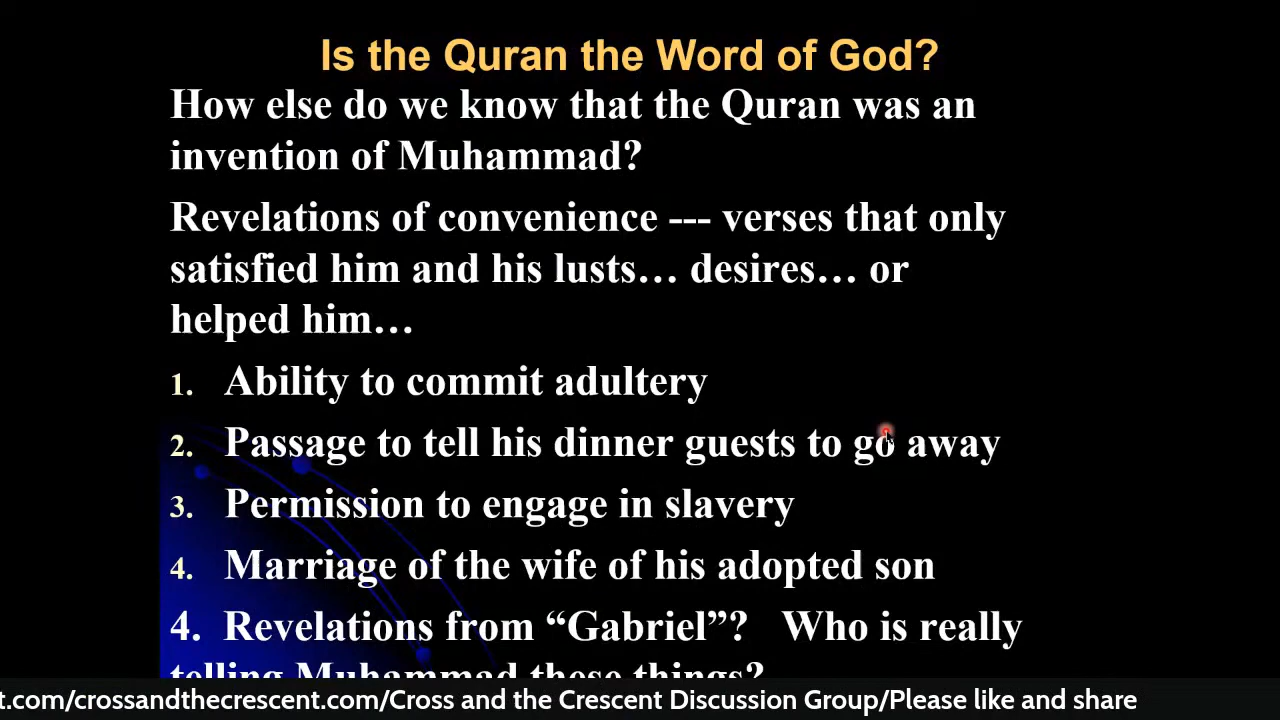 Is the Quran the Word of God?
How else do we know that the Quran was an
invention of Muhammad?
Revelations of convenience --- verses that only
satisfied him and his lusts… desires… or
helped him…
1. Ability to commit adultery
2. Passage to tell his dinner guests to go away
3. Permission to engage in slavery
4. Marriage of the wife of his adopted son
4. Revelations from “Gabriel”? Who is really
telling Muhammad these things?
t.com/crossandthecrescent.com/Cross and the Crescent Discussion Group/Please like and share